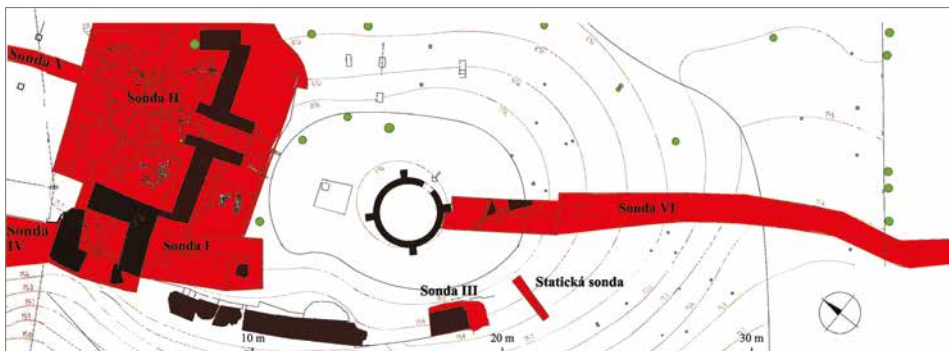 Sonda V
Sonda II
Sonda VI
Sonda
IV
Sonda I
Sonda III
Statická sonda
10 m
20 m
30 m